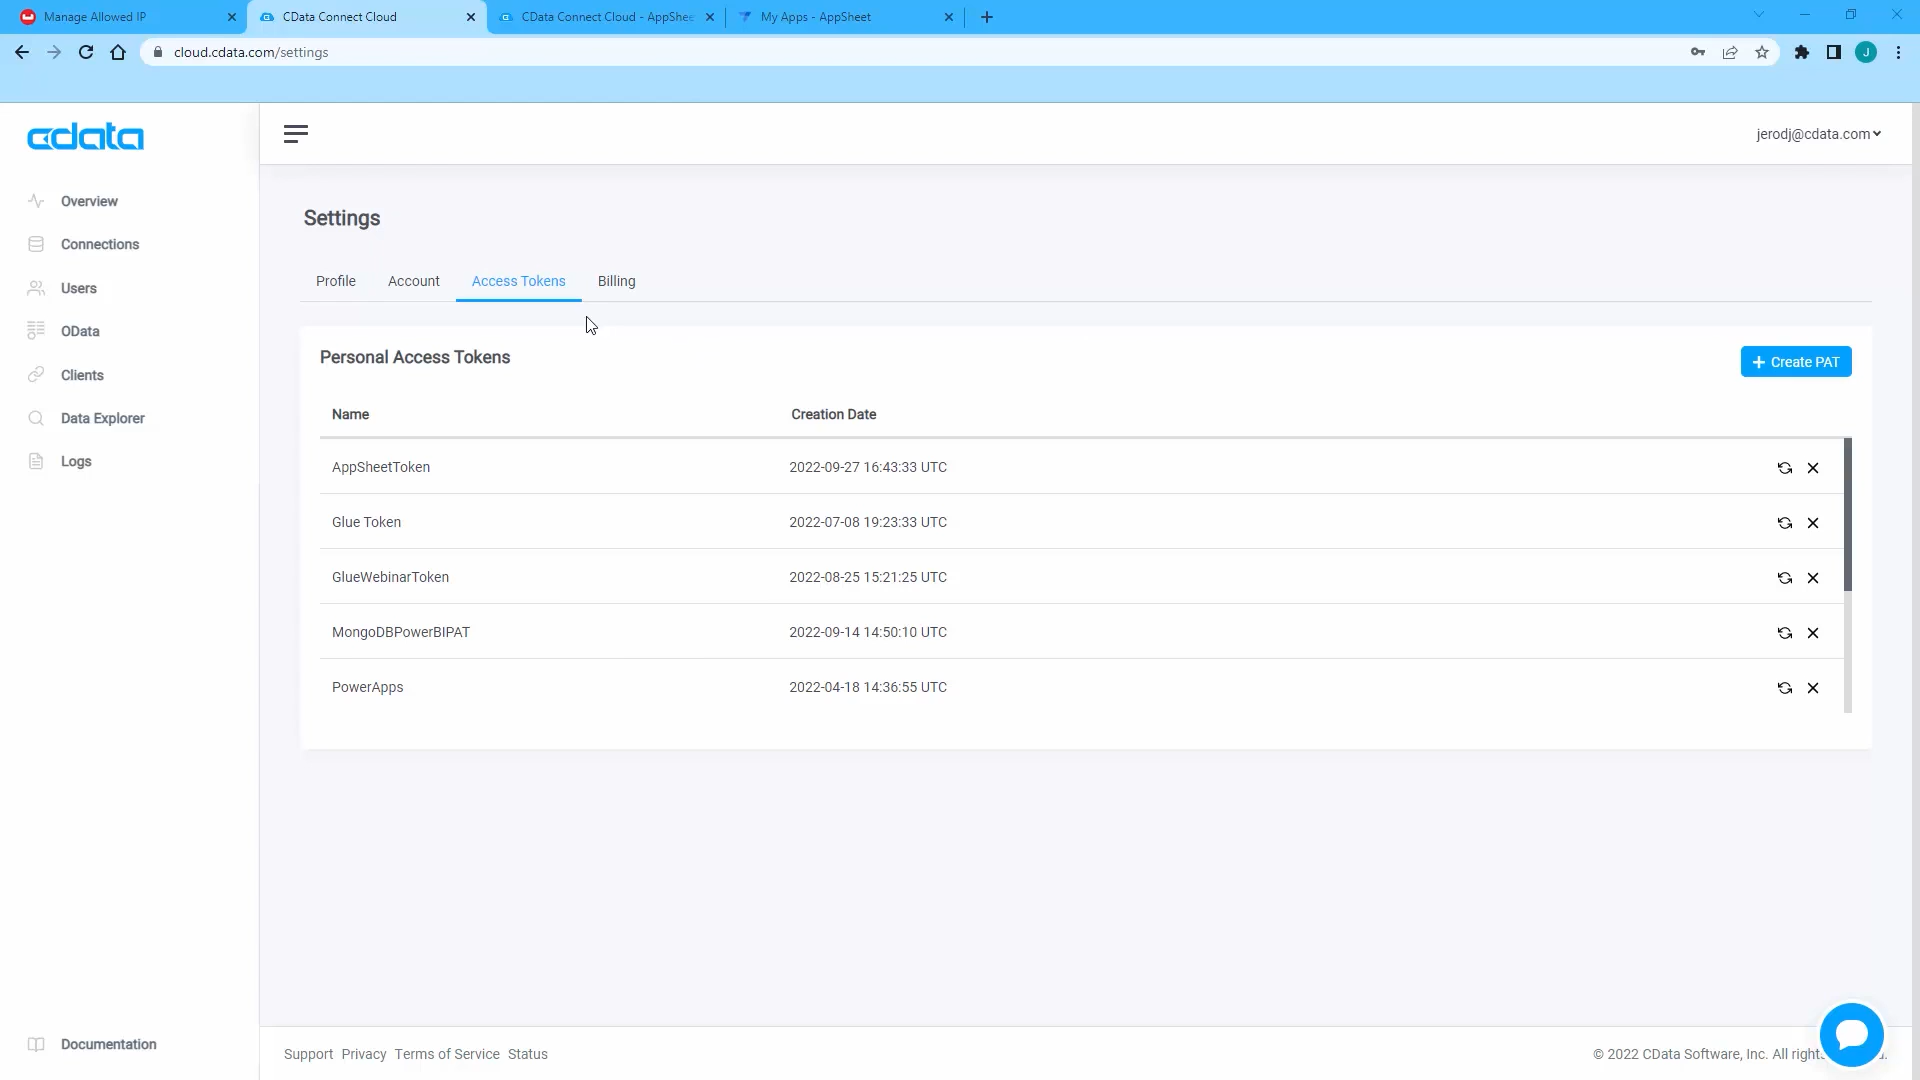 Manage Allowed IP
CData Connect Cloud
CData Connect Cloud - AppShee
My Apps - AppSheet
cloud.cdata.com/settings
J
cdata
jerodj@cdata.com
Overview
Connections
Users
OData
Clients
Data Explorer
Logs
Documentation
Settings
Profile Account Access Tokens Billing
Personal Access Tokens
+ Create PAT
Name Creation Date
AppSheetToken 2022-09-27 16:43:33 UTC
Glue Token 2022-07-08 19:23:33 UTC
GlueWebinarToken 2022-08-25 15:21:25 UTC
MongoDBPowerBIPAT 2022-09-14 14:50:10 UTC
PowerApps 2022-04-18 14:36:55 UTC
Support Privacy Terms of Service Status
© 2022 CData Software, Inc. All